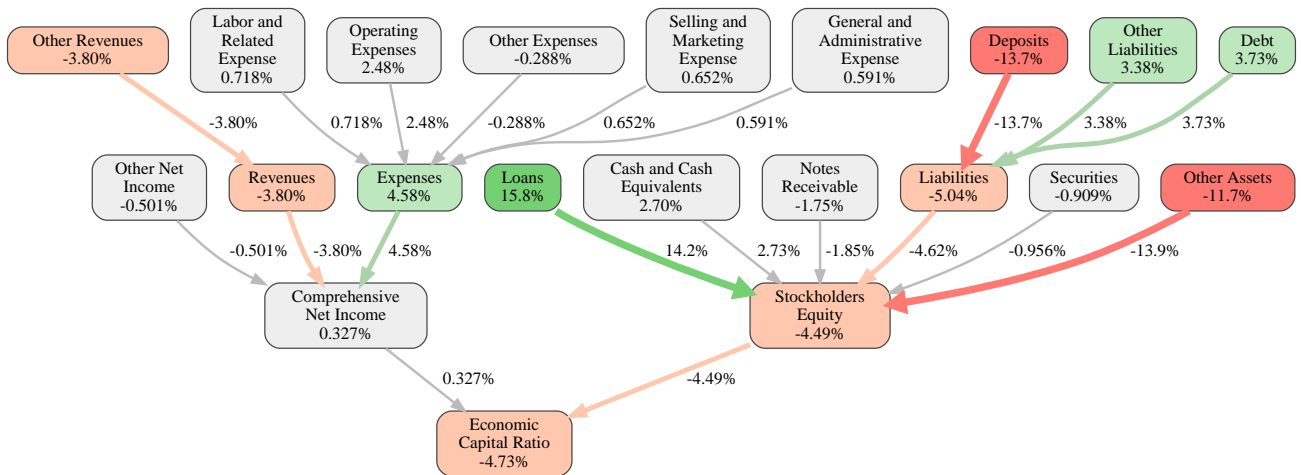 Other Revenues
-3.80%
Labor and
Related
Expense
0.718%
Operating
Expenses
2.48%
Other Expenses
-0.288%
Selling and
Marketing
Expense
0.652%
General and
Administrative
Expense
0.591%
Deposits
-13.7%
Other
Liabilities
3.38%
Debt
3.73%
-3.80%
0.718%
2.48%
-0.288%
0.652%
0.591%
-13.7%
3.38%
3.73%
Other Net
Income
-0.501%
Revenues
-3.80%
Expenses
4.58%
Loans
15.8%
Cash and Cash
Equivalents
2.70%
Notes
Receivable
-1.75%
Liabilities
-5.04%
Securities
-0.909%
Other Assets
-11.7%
-0.501%
-3.80%
4.58%
14.2%
2.73%
-1.85%
-4.62%
-0.956%
-13.9%
Comprehensive
Net Income
0.327%
Stockholders
Equity
-4.49%
0.327%
-4.49%
Economic
Capital Ratio
-4.73%